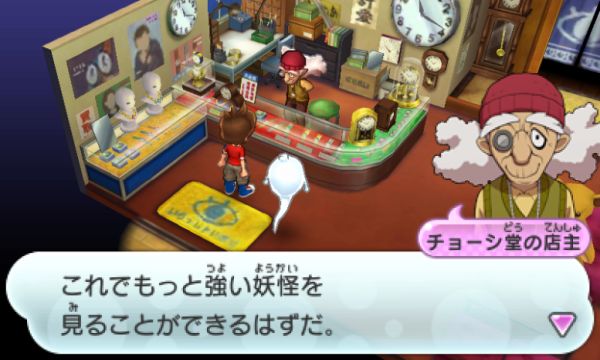 チョーシ堂の店主
これでもっと強い妖怪を
見ることができるはずだ。